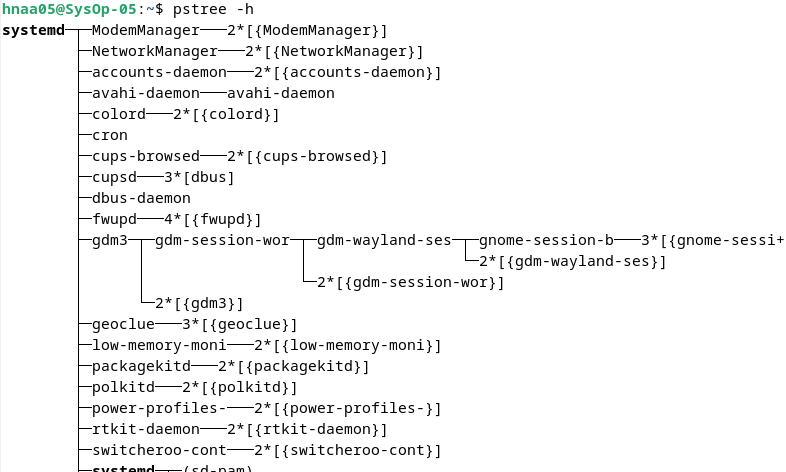 hnaa05@SysOp-05:~$ pstree -h
systemd─┬─ModemManager───2*[{ModemManager}]
        ├─NetworkManager───2*[{NetworkManager}]
        ├─accounts-daemon───2*[{accounts-daemon}]
        ├─avahi-daemon───avahi-daemon
        ├─colord───2*[{colord}]
        ├─cron
        ├─cups-browsed───2*[{cups-browsed}]
        ├─cupsd───3*[dbus]
        ├─dbus-daemon
        ├─fwupd───4*[{fwupd}]
        ├─gdm3─┬─gdm-session-wor─┬─gdm-wayland-ses─┬─gnome-session-b───3*[{gnome-sessi+
        │      │                 │                 └─2*[{gdm-wayland-ses}]
        │      │                 └─2*[{gdm-session-wor}]
        │      └─2*[{gdm3}]
        ├─geoclue───3*[{geoclue}]
        ├─low-memory-moni───2*[{low-memory-moni}]
        ├─packagekitd───2*[{packagekitd}]
        ├─polkitd───2*[{polkitd}]
        ├─power-profiles-───2*[{power-profiles-}]
        ├─rtkit-daemon───2*[{rtkit-daemon}]
        ├─switcheroo-cont───2*[{switcheroo-cont}]
        ├─systemd─┬─(sd-pam)